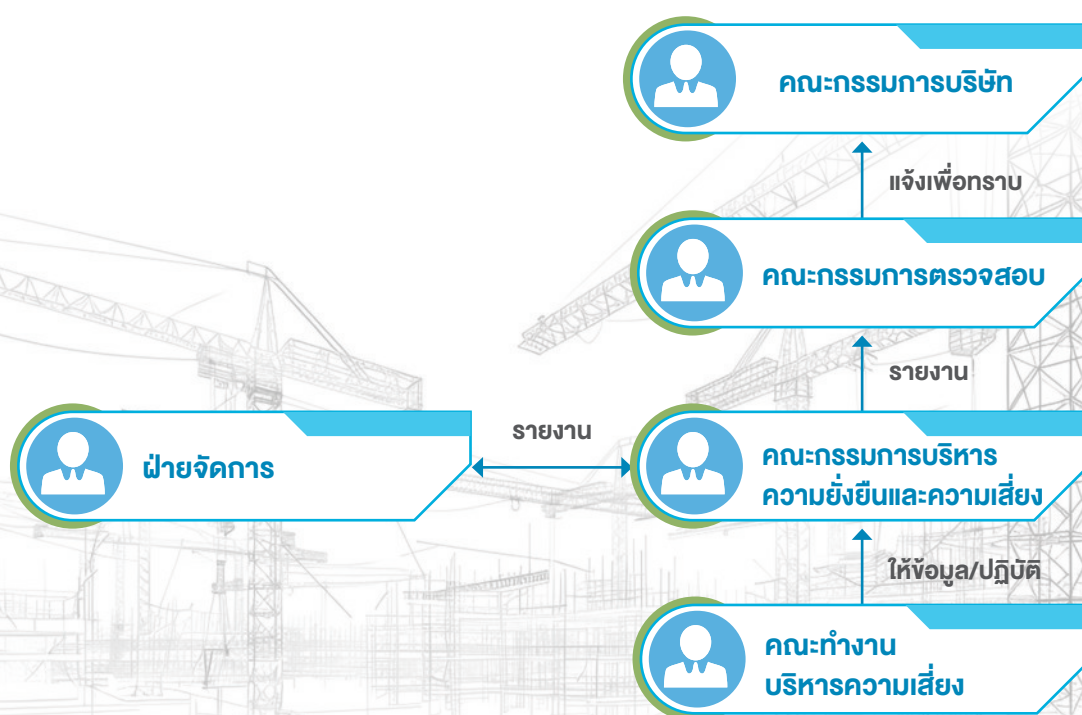 คณะกรรมการบริษัท
แจ้งเพื่อทราบ
คณะกรรมการตรวจสอบ
รายงาน
ฝ่ายจัดการ
รายงาน
คณะกรรมการบริหาร
ความยั่งยืนและความเสี่ยง
ให้ข้อมูล/ปฏิบัติ
คณะทำงาน
บริหารความเสี่ยง